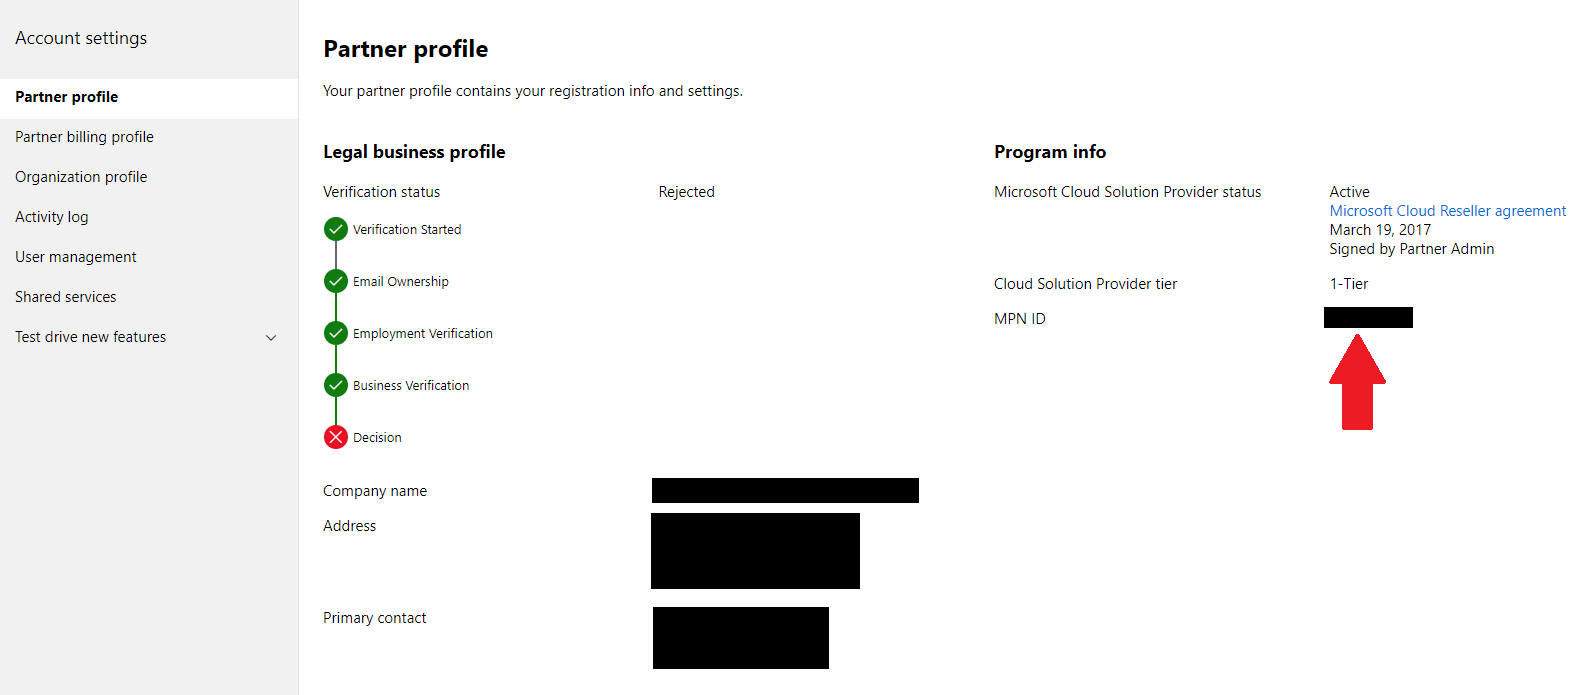 Account settings
Partner profile
Partner billing profile
Organization profile
Activity log
User management
Shared services
Test drive new features
Partner profile
Your partner profile contains your registration info and settings.
Legal business profile
Verification status Rejected
Verification Started
Email Ownership
Employment Verification
Business Verification
Decision
Company name
Address
Primary contact
Program info
Microsoft Cloud Solution Provider status Active
Microsoft Cloud Reseller agreement
March 19, 2017
Signed by Partner Admin
Cloud Solution Provider tier 1-Tier
MPN ID